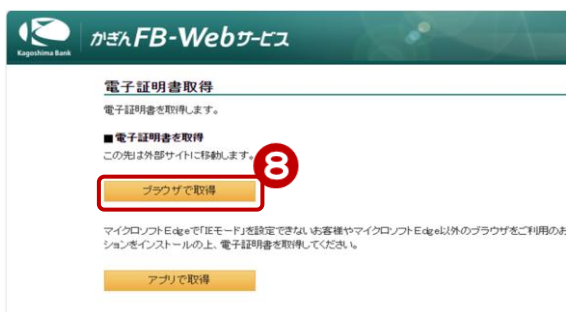 Kagoshima Bank
かぎんFB-Webサービス
電子証明書取得
電子証明書を取得します。
■電子証明書を取得
この先は外部サイトに移動します。
8
ブラウザで取得
マイクロソフトEdgeで「IEモード」を設定できないお客様やマイクロソフトEdge以外のブラウザをご利用のお
ションをインストールの上、電子証明書を取得してください。
アプリで取得